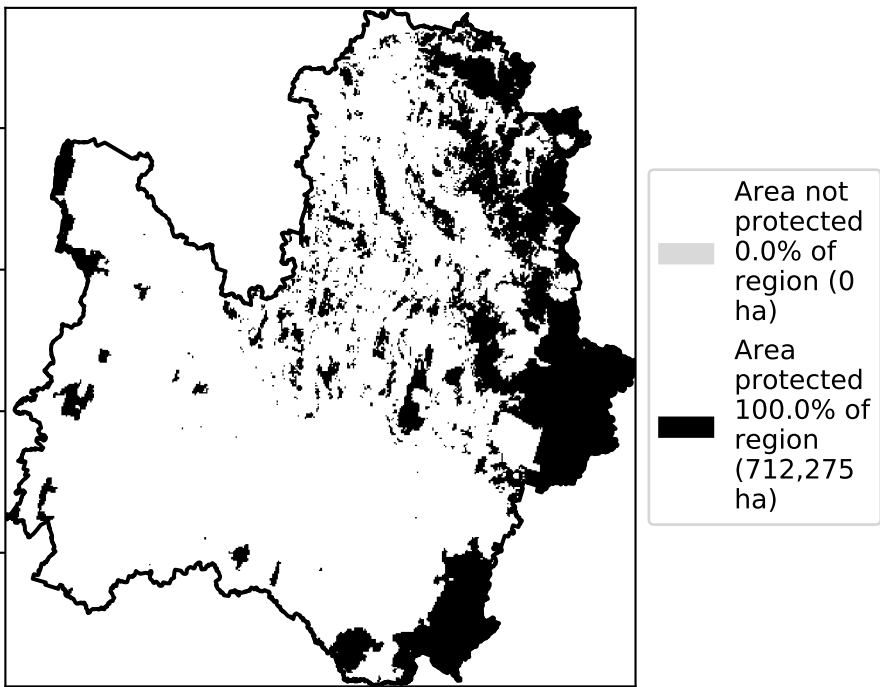 Area not
protected
0.0% of
region (0
ha)
Area
protected
100.0% of
region
(712,275
ha)